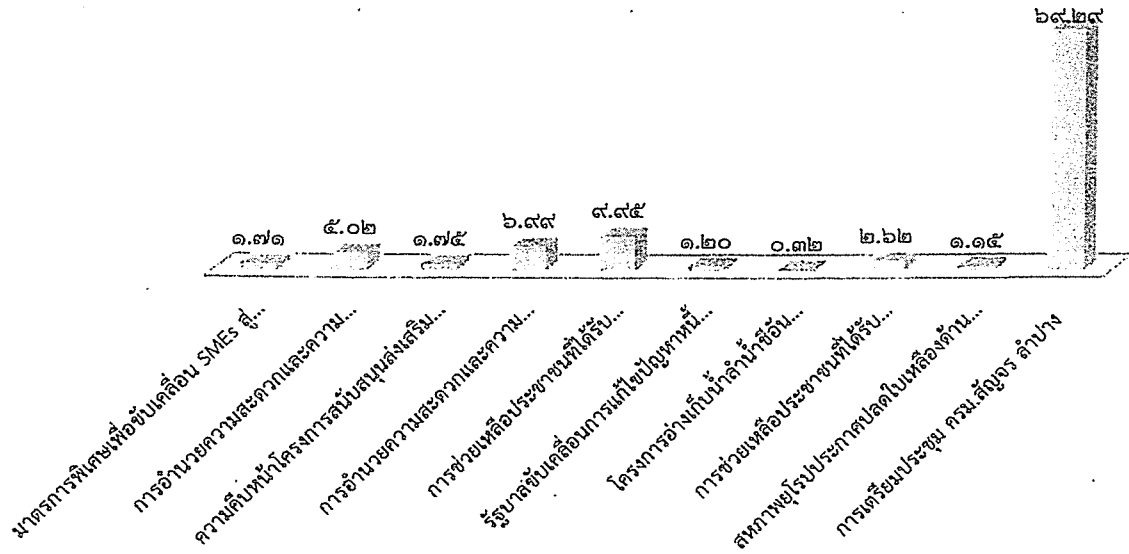 ๖๙.๒๙
๙.๙๕
๖.๙๙
๕.๐๒
๒.๖๒
๑.๗๑
๑.๗๕
๑.๒๐
๐.๓๒
๑.๑๕
มาตรการพิเศษเพื่อขับเคลื่อน SMEs สู่...
การอำนวยความสะดวกและความ...
ความคืบหน้าโครงการสนับสนุนส่งเสริม...
การอำนวยความสะดวกและความ...
การช่วยเหลือประชาชนที่ได้รับ...
รัฐบาลขับเคลื่อนการแก้ไขปัญหาหนี้...
โครงการอ่างเก็บน้ำลำน้ำชีอัน...
การช่วยเหลือประชาชนที่ได้รับ...
สหภาพยุโรปประกาศปลดใบเหลืองด้าน...
การเตรียมประชุม ครม.สัญจร ลำปาง